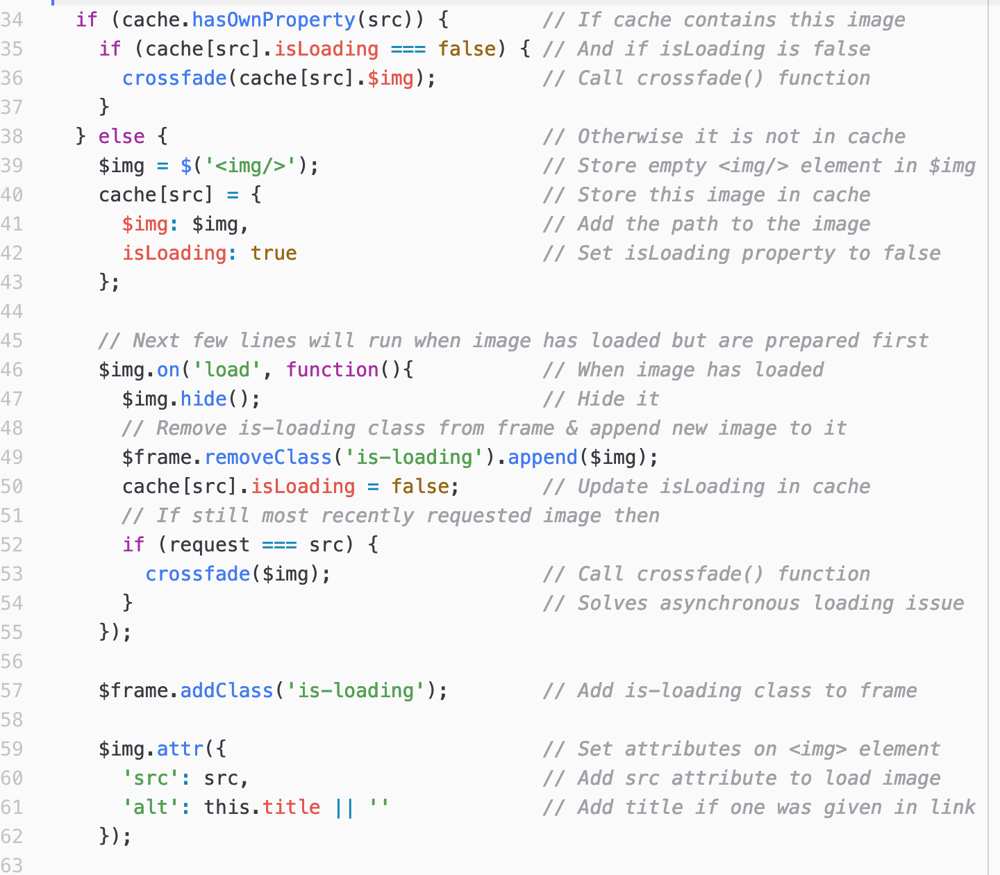 34 if (cache.hasOwnProperty(src)) { // If cache contains this image
35 if (cache[src].isLoading === false) { // And if isLoading is false
36 crossfade(cache[src].$img); // Call crossfade() function
37 }
38 } else { // Otherwise it is not in cache
39 $img = $('<img/>'); // Store empty <img/> element in $img
40 cache[src] = { // Store this image in cache
41 $img: $img, // Add the path to the image
42 isLoading: true // Set isLoading property to false
43 };
44
45 // Next few lines will run when image has loaded but are prepared first
46 $img.on('load', function(){ // When image has loaded
47 $img.hide(); // Hide it
48 // Remove is-loading class from frame & append new image to it
49 $frame.removeClass('is-loading').append($img);
50 cache[src].isLoading = false; // Update isLoading in cache
51 // If still most recently requested image then
52 if (request === src) {
53 crossfade($img); // Call crossfade() function
54 } // Solves asynchronous loading issue
55 });
56
57 $frame.addClass('is-loading'); // Add is-loading class to frame
58
59 $img.attr({ // Set attributes on <img> element
60 'src': src, // Add src attribute to load image
61 'alt': this.title || '' // Add title if one was given in link
62 });
63